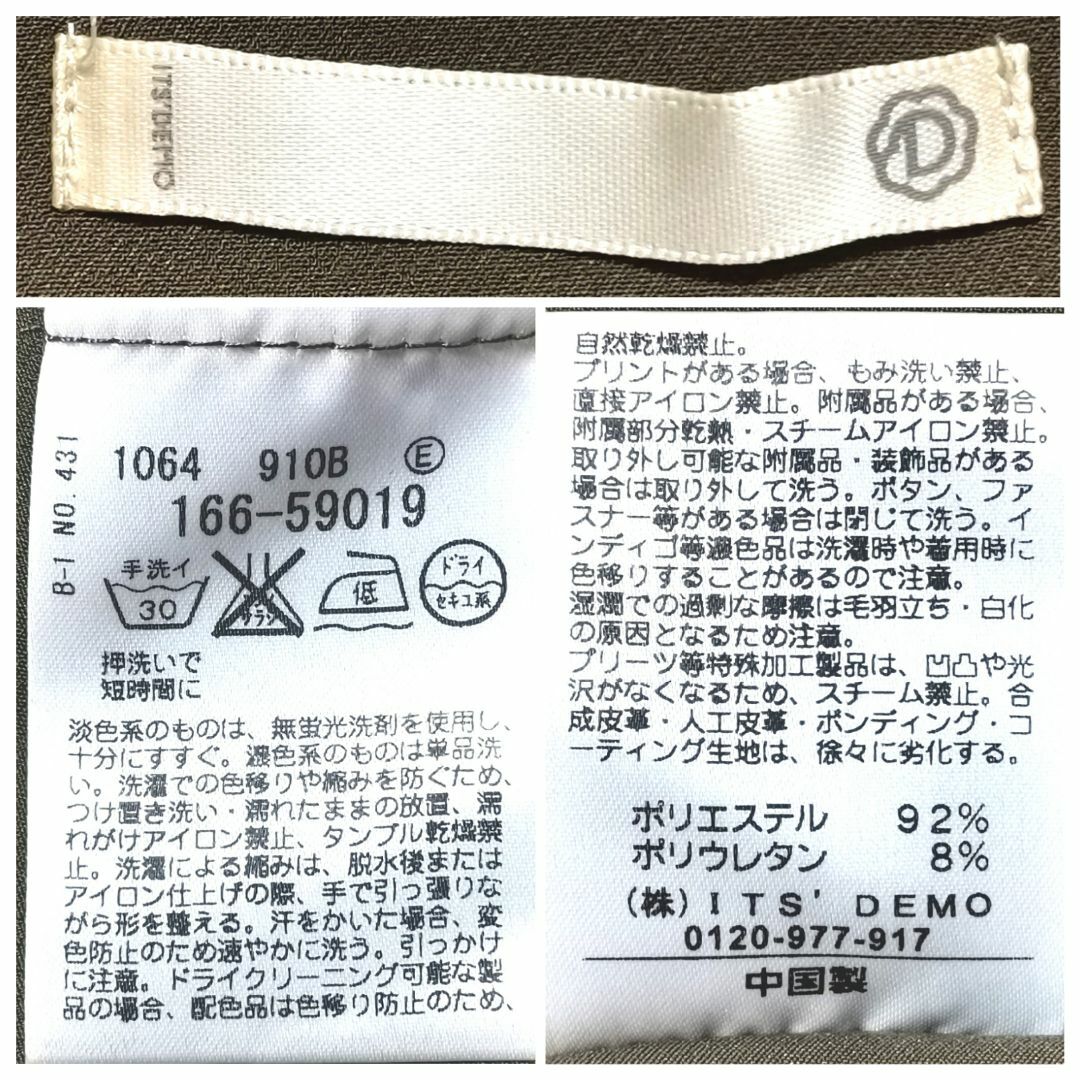 ITS'DEMO
D
B-1 NO.431
1064 910B E
166-59019
手洗イ
30
サラシ
低
ドライ
セキユ系
押洗いで
短時間に
淡色系のものは、無蛍光洗剤を使用し、
十分にすすぐ。濃色系のものは単品洗
い。洗濯での色移りや縮みを防ぐため、
つけ置き洗い・濡れたままの放置、濡
れがけアイロン禁止、タンブル乾燥禁
止。洗濯による縮みは、脱水後または
アイロン仕上げの際、手で引っ張りな
がら形を整える。汗をかいた場合、変
色防止のため速やかに洗う。引っかけ
に注意。ドライクリーニング可能な製
品の場合、配色品は色移り防止のため、
自然乾燥禁止。
プリントがある場合、もみ洗い禁止、
直接アイロン禁止。附属品がある場合、
附属部分乾熱・スチームアイロン禁止。
取り外し可能な附属品・装飾品がある
場合は取り外して洗う。ボタン、ファ
スナー等がある場合は閉じて洗う。イ
ンディゴ等濃色品は洗濯時や着用時に
色移りすることがあるので注意。
湿潤での過剰な摩擦は毛羽立ち・白化
の原因となるため注意。
プリーツ等特殊加工製品は、凹凸や光
沢がなくなるため、スチーム禁止。合
成皮革・人工皮革・ボンディング・コ
ーティング生地は、徐々に劣化する。
ポリエステル 92%
ポリウレタン 8%
(株)ITS'DEMO
0120-977-917
中国製